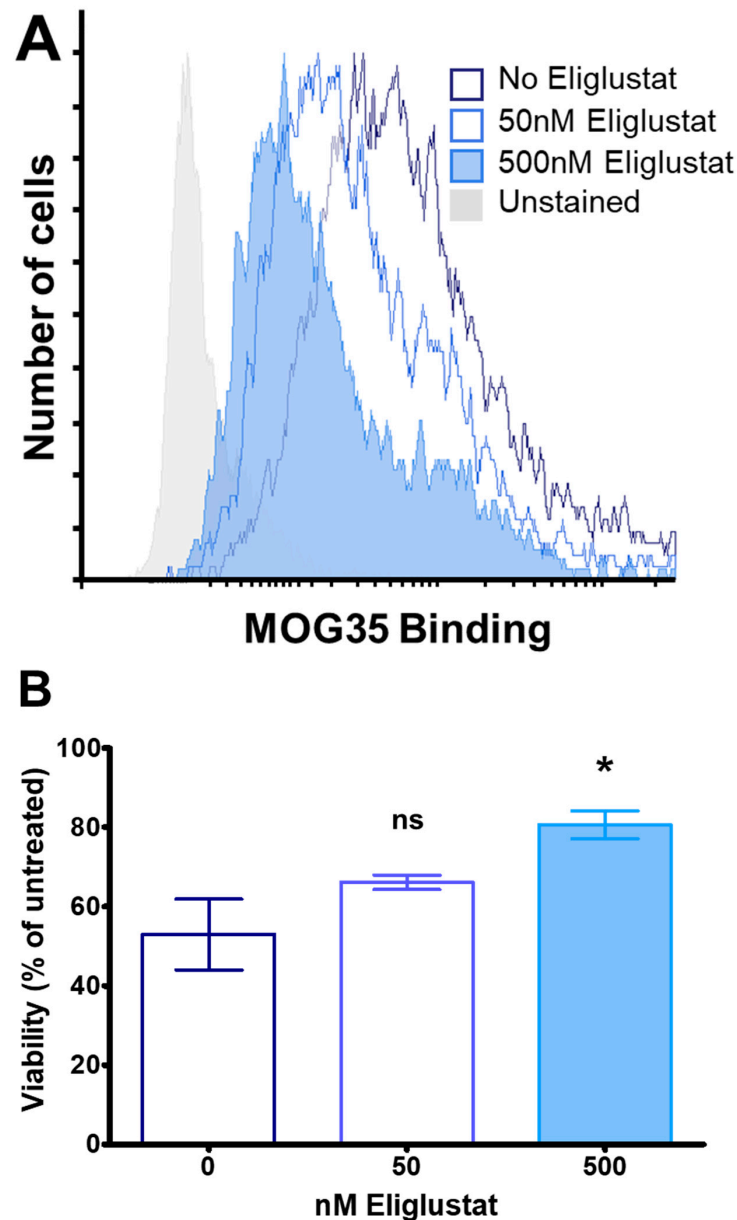 A
No Eliglustat
50nM Eliglustat
500nM Eliglustat
Unstained
Number of cells
MOG35 Binding
B
Viability (% of untreated)
100
80
60
40
20
0
ns
*
0 50 500
nM Eliglustat